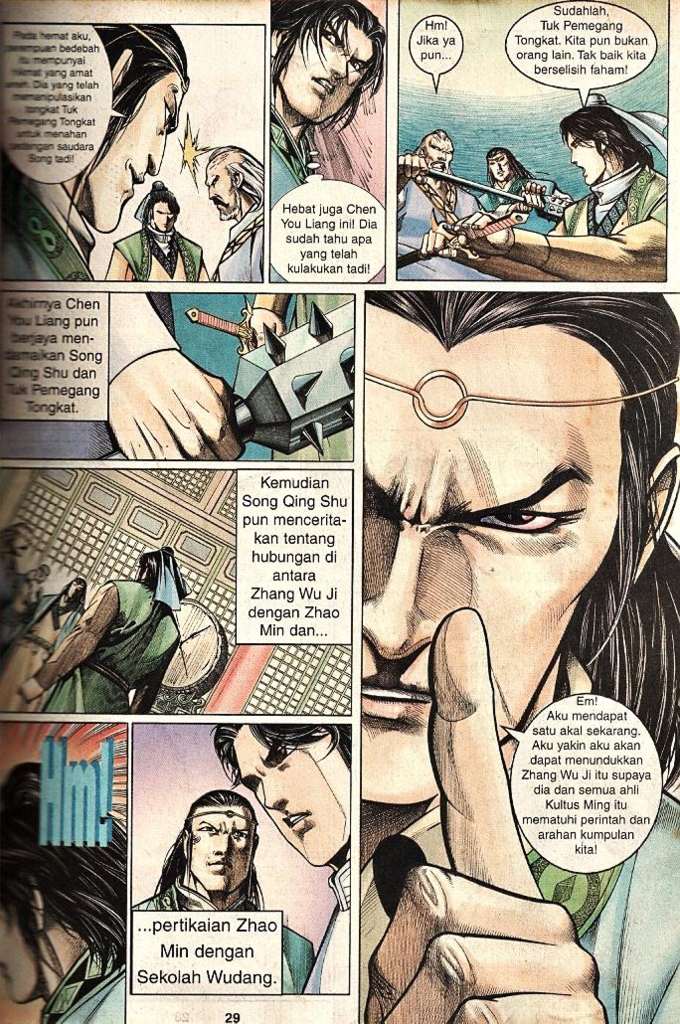 Pada hemat aku,
perempuan bedebah
itu mempunyai
hikmat yang amat
aneh. Dia yang telah
memanipulasikan
tongkat Tuk
Pemegang Tongkat
untuk menahan
pedang saudara
Song tadi!
Hebat juga Chen
You Liang ini! Dia
sudah tahu apa
yang telah
kulakukan tadi!
Hm!
Jika ya
pun...
Sudahlah,
Tuk Pemegang
Tongkat. Kita pun bukan
orang lain. Tak baik kita
berselisih faham!
Akhirnya Chen
You Liang pun
berjaya men-
damaikan Song
Qing Shu dan
Tuk Pemegang
Tongkat.
Kemudian
Song Qing Shu
pun mencerita-
kan tentang
hubungan di
antara
Zhang Wu Ji
dengan Zhao
Min dan...
Hm!
...pertikaian Zhao
Min dengan
Sekolah Wudang.
Em!
Aku mendapat
satu akal sekarang.
Aku yakin aku akan
dapat menundukkan
Zhang Wu Ji itu supaya
dia dan semua ahli
Kultus Ming itu
mematuhi perintah dan
arahan kumpulan
kita!
29